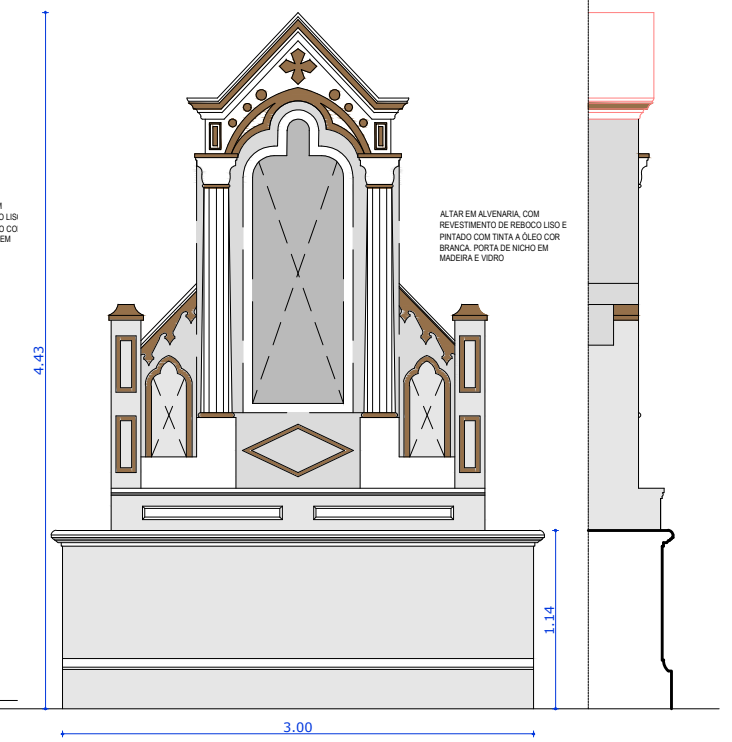 ALTAR EM ALVENARIA, COM
REVESTIMENTO DE REBOCO LISO E
PINTADO COM TINTA A ÓLEO COR
BRANCA. PORTA DE NICHO EM
MADEIRA E VIDRO
4.43
1.14
3.00
EM